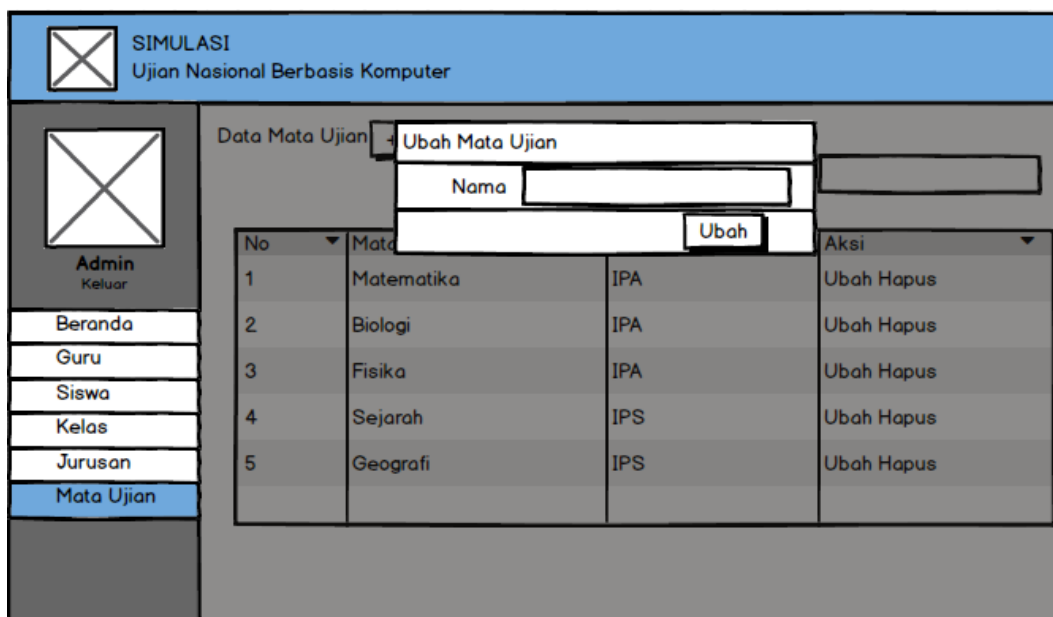 SIMULASI
Ujian Nasional Berbasis Komputer
Admin
Keluar
Beranda
Guru
Siswa
Kelas
Jurusan
Mata Ujian
Data Mata Ujian
Ubah Mata Ujian
Nama
Ubah
No Aksi
1 Matematika IPA Ubah Hapus
2 Biologi IPA Ubah Hapus
3 Fisika IPA Ubah Hapus
4 Sejarah IPS Ubah Hapus
5 Geografi IPS Ubah Hapus